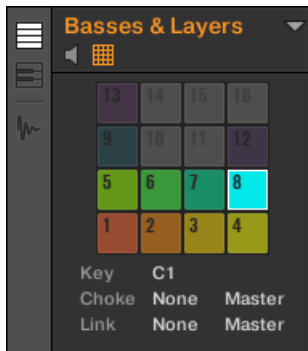 Basses & Layers
13 14 15 16
9 10 11 12
5 6 7 8
1 2 3 4
Key C1
Choke None Master
Link None Master